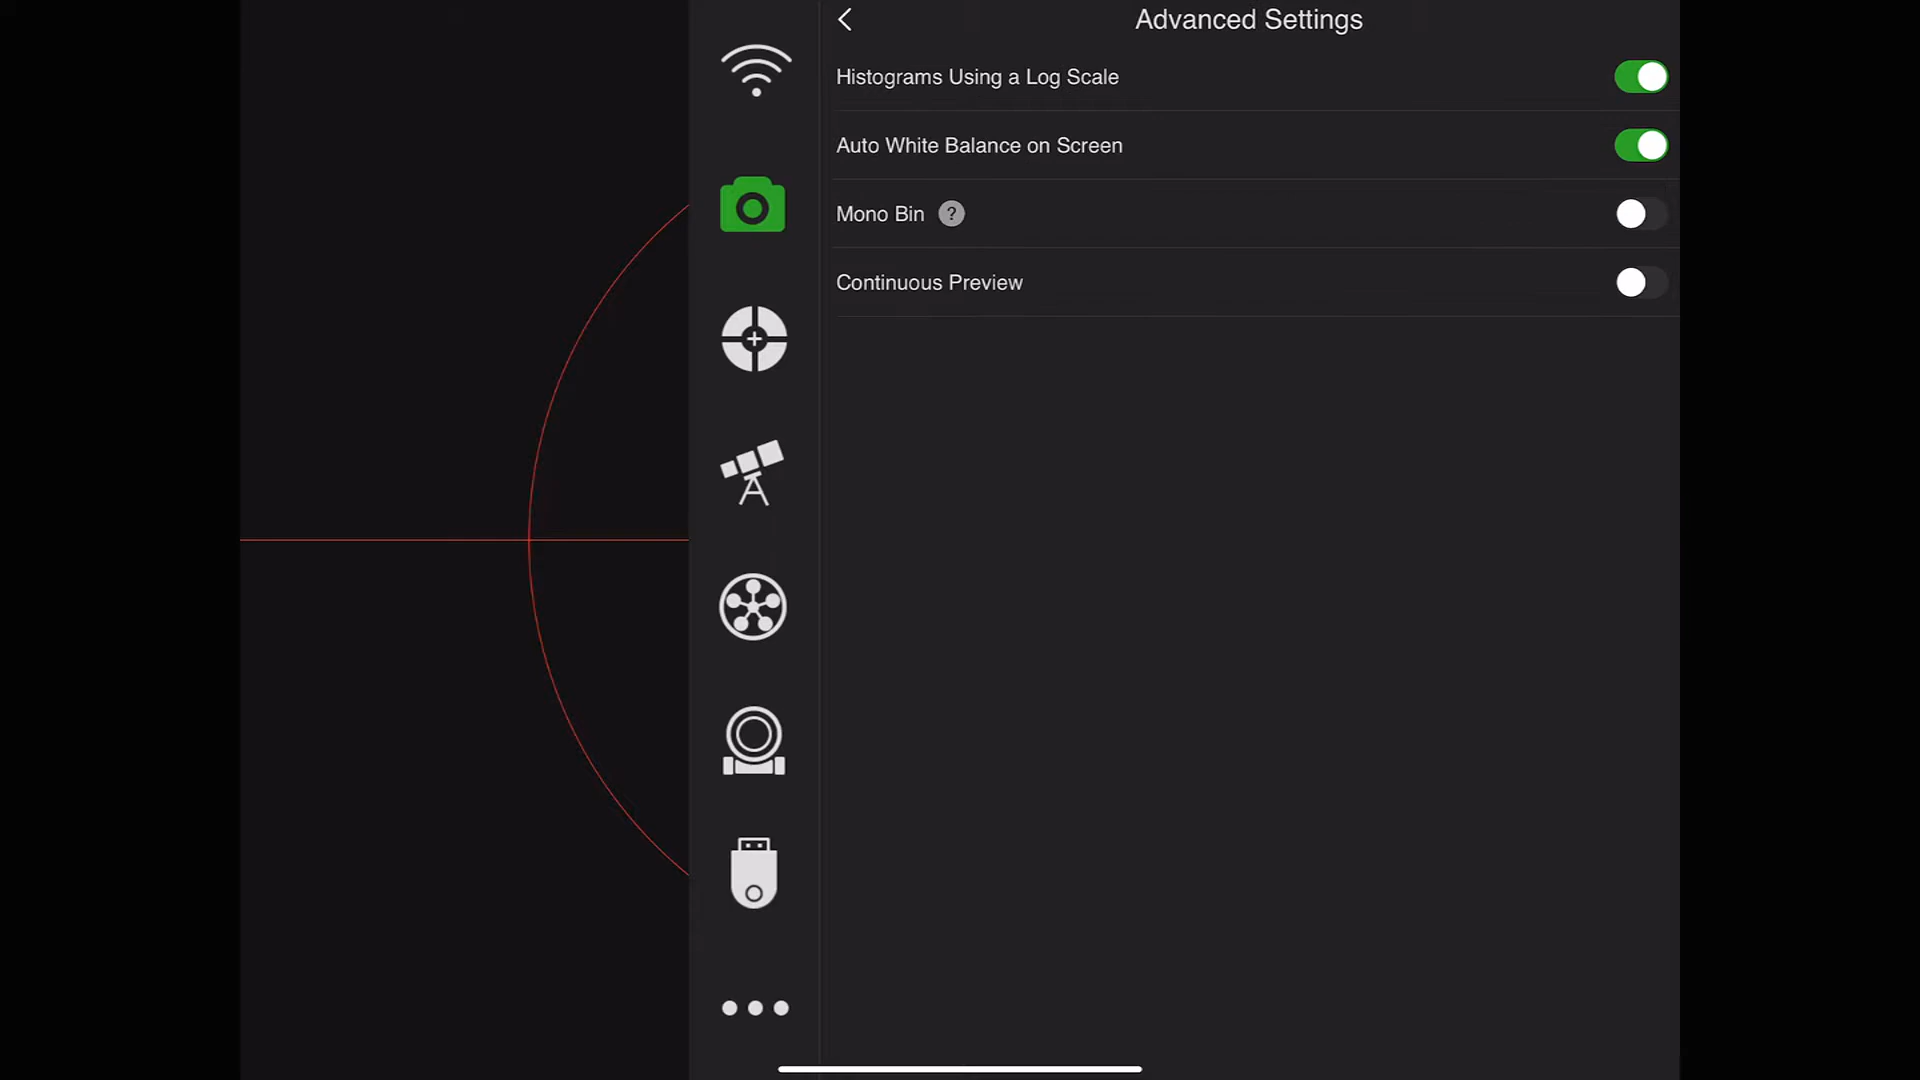 Advanced Settings
Histograms Using a Log Scale
Auto White Balance on Screen
Mono Bin ?
Continuous Preview